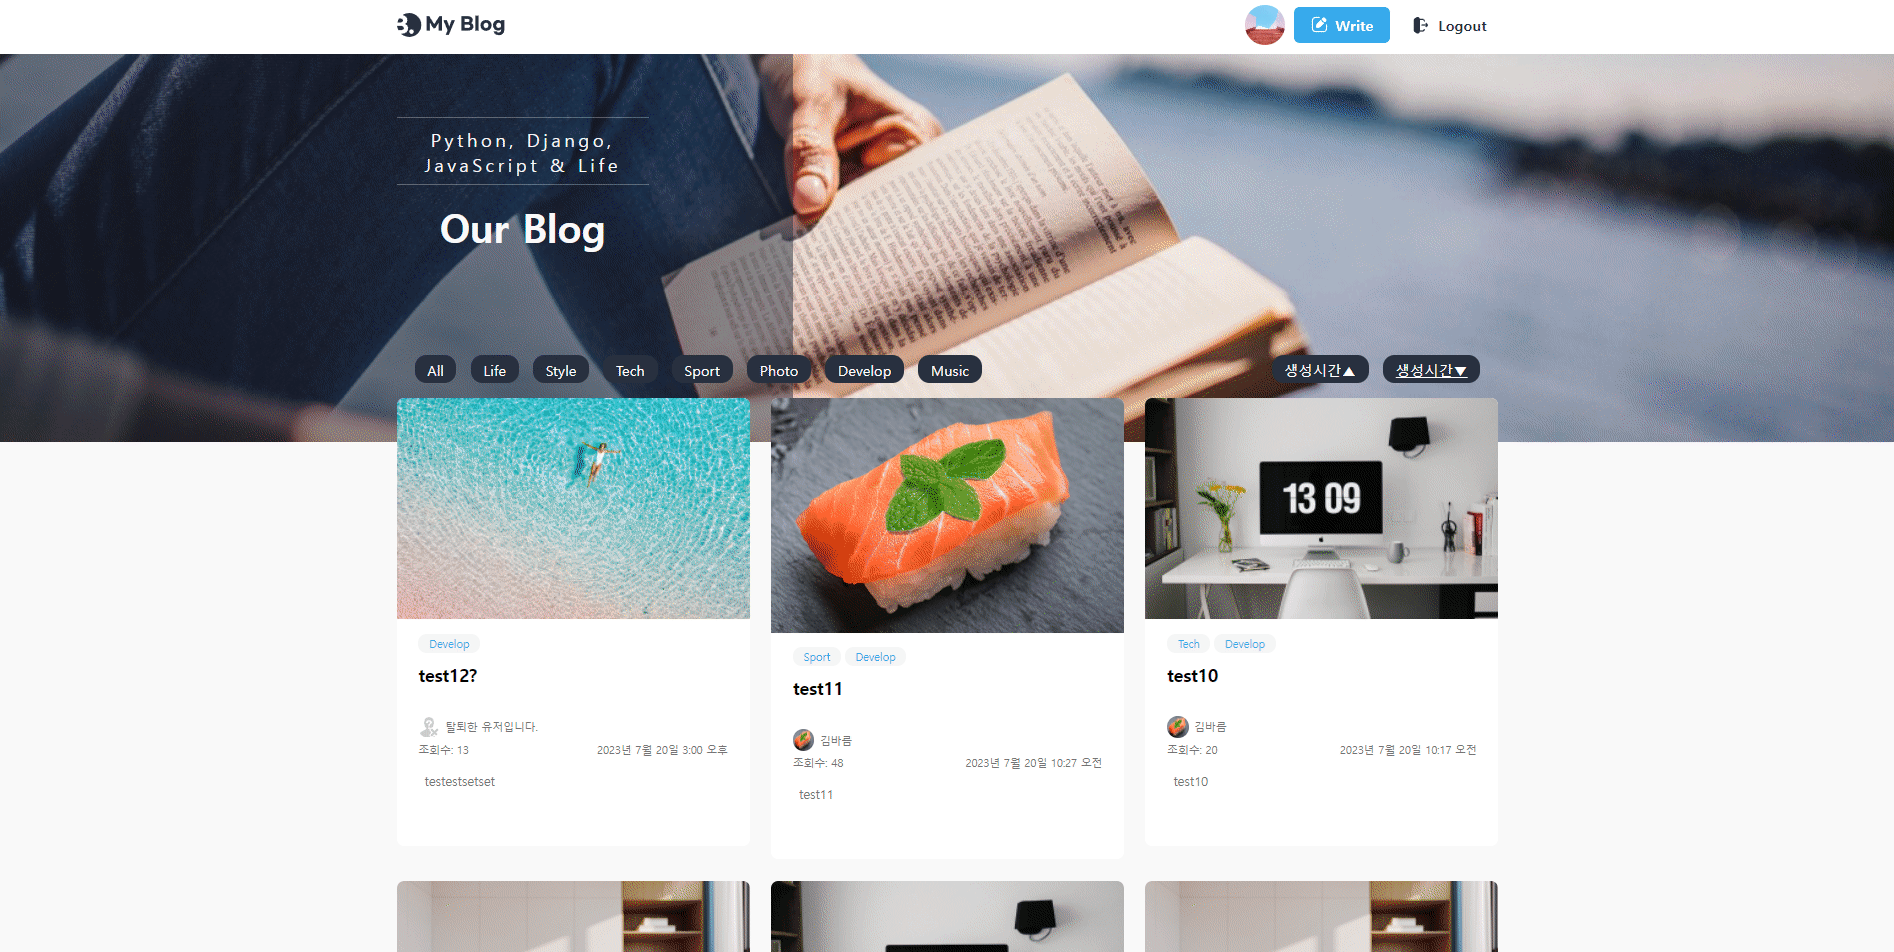 My Blog
Write
Logout
Python, Django,
JavaScript & Life
Our Blog
All
Life
Style
Tech
Sport
Photo
Develop
Music
생성시간▲
생성시간▼
13 09
Develop
test12?
탈퇴한 유저입니다.
조회수: 13
2023년 7월 20일 3:00 오후
testestsetset
Sport
Develop
test11
김바름
조회수: 48
2023년 7월 20일 10:27 오전
test11
Tech
Develop
test10
김바름
조회수: 20
2023년 7월 20일 10:17 오전
test10